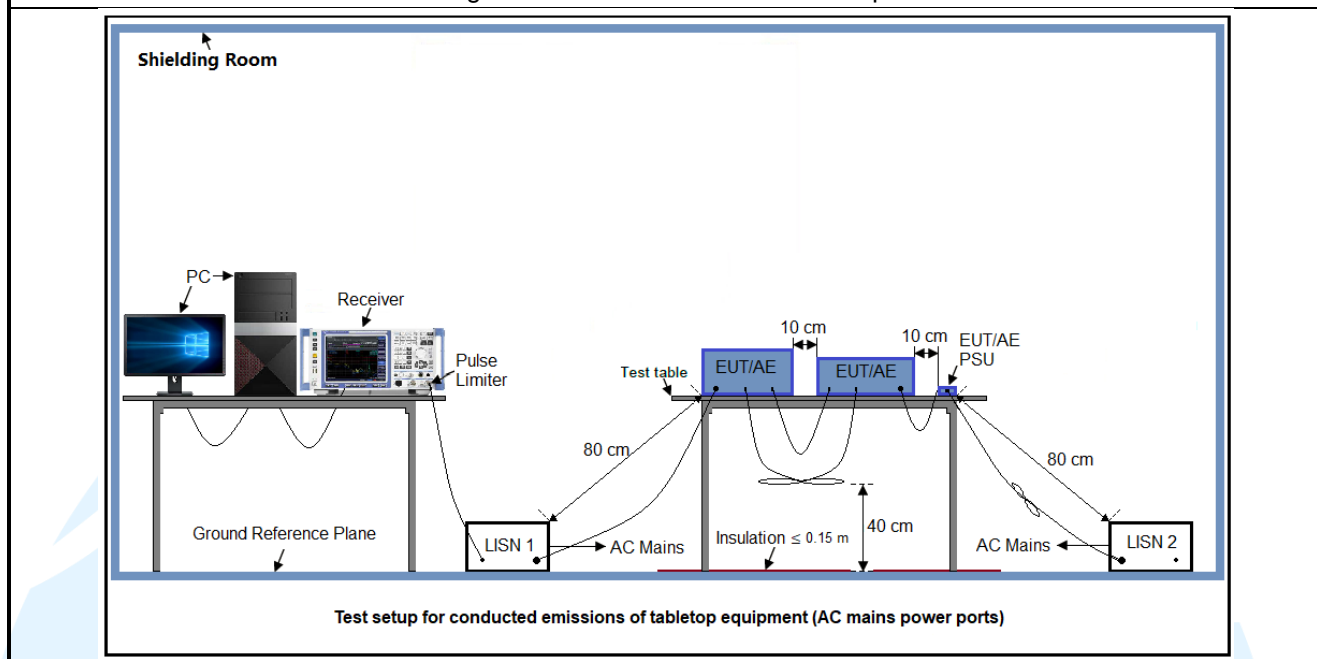 Shielding Room
PC
Receiver
Pulse
Limiter
Test table
10 cm
10 cm
EUT/AE
PSU
EUT/AE
EUT/AE
80 cm
80 cm
40 cm
Ground Reference Plane
LISN 1
AC Mains
Insulation ≤ 0.15 m
AC Mains
LISN 2
Test setup for conducted emissions of tabletop equipment (AC mains power ports)